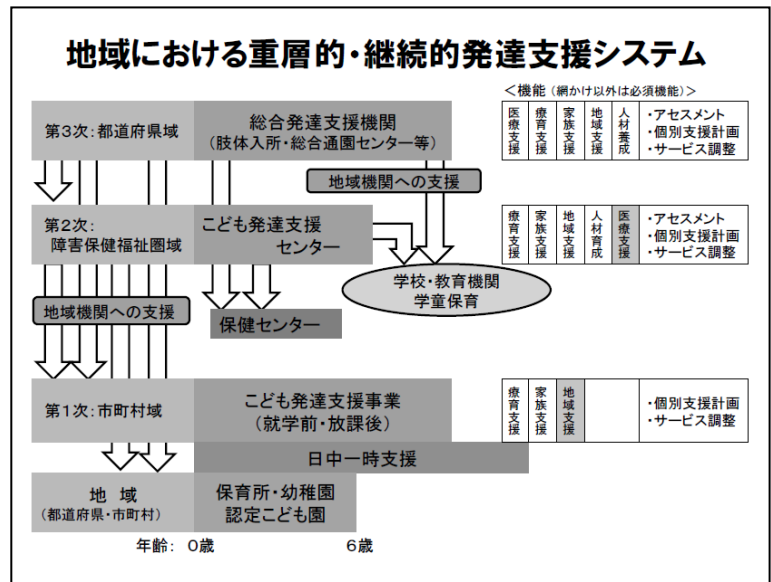 地域における重層的・継続的発達支援システム
＜機能（網かけ以外は必須機能）＞
第3次：都道府県域
総合発達支援機関
（肢体入所・総合通園センター等）
医療支援
療育支援
家族支援
地域支援
人材養成
・アセスメント
・個別支援計画
・サービス調整
地域機関への支援
第2次：
障害保健福祉圏域
こども発達支援
センター
療育支援
家族支援
地域支援
人材育成
医療支援
・アセスメント
・個別支援計画
・サービス調整
学校・教育機関
学童保育
地域機関への支援
保健センター
第1次：市町村域
こども発達支援事業
（就学前・放課後）
療育支援
家族支援
地域支援
・個別支援計画
・サービス調整
日中一時支援
地　域
（都道府県・市町村）
保育所・幼稚園
認定こども園
年齢： 0歳
6歳